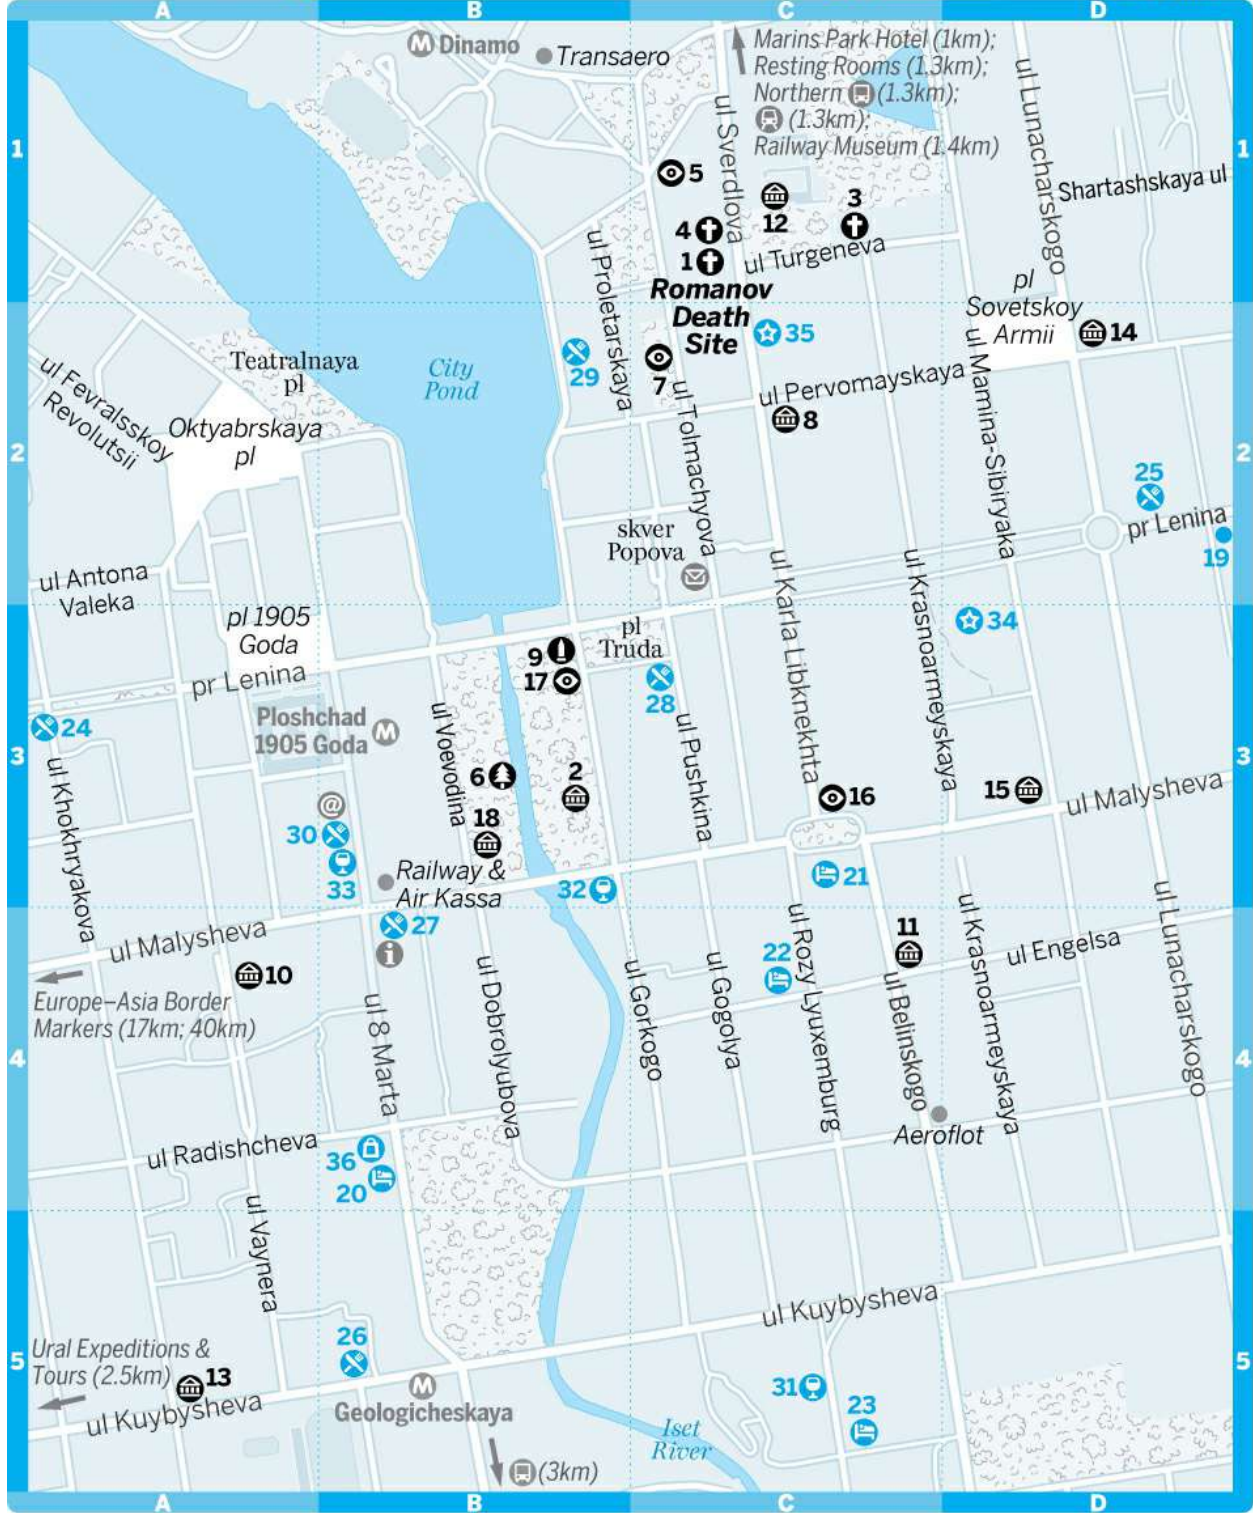 A
B
C
D
M Dinamo
Transaero
Marins Park Hotel (1km);
Resting Rooms (1.3km);
Northern (1.3km);
(1.3km);
Railway Museum (1.4km)
ul Lunacharskogo
ul Sverdlova
1
1
5
Shartashskaya ul
12
3
4
1
ul Turgeneva
Romanov
Death
Site
ul Proletarskaya
pl
Sovetskoy
Armii
14
35
29
7
City
Pond
Teatralnaya
pl
ul Fevralsskoy
Revolutsii
Oktyabrskaya
pl
ul Pervomayskaya
8
ul Tolmachyova
ul Mamina-Sibiryaka
2
2
25
pr Lenina
19
skver
Popova
ul Antona
Valeka
ul Karla Libknekhta
ul Krasnoarmeyskaya
pl 1905
Goda
pr Lenina
9
17
pl
Truda
28
34
24
Ploshchad
1905 Goda M
ul Voevodina
ul Pushkina
3
3
ul Khokhryakova
6
2
18
16
15
ul Malysheva
@
30
33
Railway &
Air Kassa
32
21
27
i
ul Malysheva
10
Europe–Asia Border
Markers (17km; 40km)
ul 8 Marta
ul Dobrolyubova
ul Gorkogo
ul Gogolya
22
ul Rozy Lyuxemburg
11
ul Belinskogo
ul Krasnoarmeyskaya
ul Engelsa
ul Lunacharskogo
4
4
Aeroflot
ul Radishcheva
36
20
ul Vaynera
ul Kuybysheva
Ural Expeditions &
Tours (2.5km)
13
26
5
5
M
Geologicheskaya
ul Kuybysheva
31
23
Iset
River
(3km)
A
B
C
D